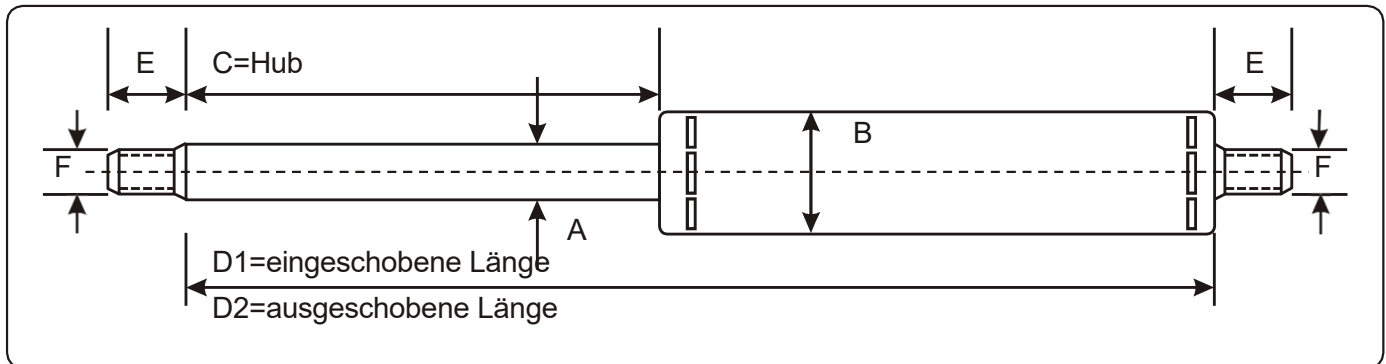 E
C=Hub
E
B
F
F
A
D1=eingeschobene Länge
D2=ausgeschobene Länge